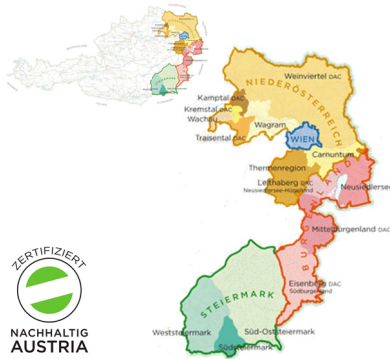 Weinviertel DAC
NIEDERÖSTERREICH
Kamptal DAC
Kremstal DAC
Wachau
Wagram
Traisental DAC
WIEN
Carnuntum
Thermenregion
Leithaberg DAC
Neusiedlersee-Hügelland
Neusiedlersee
BURGENLAND
Mittelburgenland DAC
Eisenberg DAC
Südburgenland
STEIERMARK
Weststeiermark
Süd-Oststeiermark
Südsteiermark
ZERTIFIZIERT
NACHHALTIG
AUSTRIA